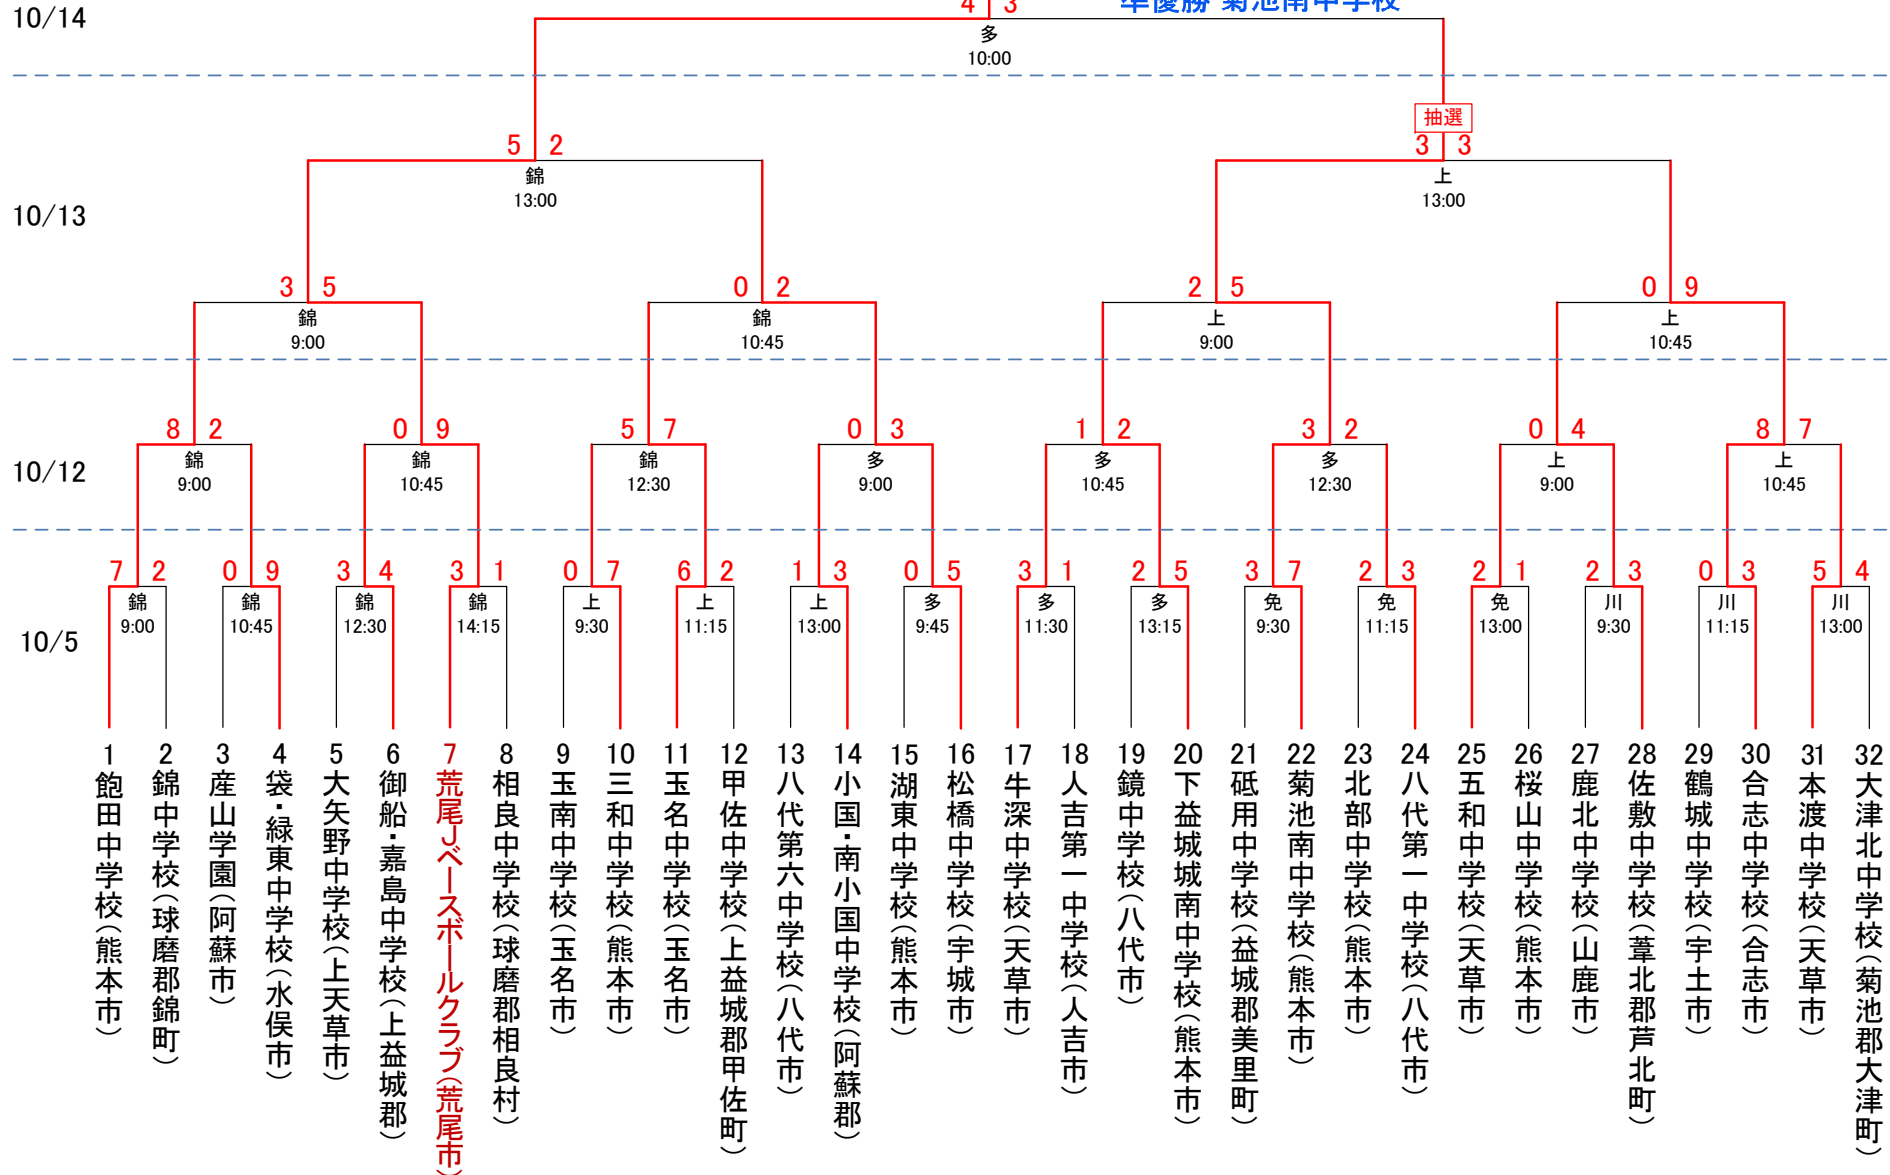 4 3 準優勝 菊池南中学校
10/14
多
10:00
抽選
5 2
3 3
錦
13:00
上
13:00
10/13
3 5
0 2
2 5
0 9
錦
9:00
錦
10:45
上
9:00
上
10:45
8 2
0 9
5 7
0 3
1 2
3 2
0 4
8 7
10/12
錦
9:00
錦
10:45
錦
12:30
多
9:00
多
10:45
多
12:30
上
9:00
上
10:45
7 2
0 9
3 4
3 1
0 7
6 2
1 3
0 5
3 1
2 5
3 7
2 3
2 1
2 3
0 3
5 4
10/5
錦
9:00
錦
10:45
錦
12:30
錦
14:15
上
9:30
上
11:15
上
13:00
多
9:45
多
11:30
多
13:15
免
9:30
免
11:15
免
13:00
川
9:30
川
11:15
川
13:00
1 飽田中学校(熊本市)
2 錦中学校(球磨郡錦町)
3 産山学園(阿蘇市)
4 袋・緑東中学校(水俣市)
5 大矢野中学校(上天草市)
6 御船・嘉島中学校(上益城郡)
7 荒尾Jベースボールクラブ(荒尾市)
8 相良中学校(球磨郡相良村)
9 玉南中学校(玉名市)
10 三和中学校(熊本市)
11 玉名中学校(玉名市)
12 甲佐中学校(上益城郡甲佐町)
13 八代第六中学校(八代市)
14 小国・南小国中学校(阿蘇郡)
15 湖東中学校(熊本市)
16 松橋中学校(宇城市)
17 牛深中学校(天草市)
18 人吉第一中学校(人吉市)
19 鏡中学校(八代市)
20 下益城城南中学校(熊本市)
21 砥用中学校(益城郡美里町)
22 菊池南中学校(熊本市)
23 北部中学校(熊本市)
24 八代第一中学校(八代市)
25 五和中学校(天草市)
26 桜山中学校(熊本市)
27 鹿北中学校(山鹿市)
28 佐敷中学校(葦北郡芦北町)
29 鶴城中学校(宇土市)
30 合志中学校(合志市)
31 本渡中学校(天草市)
32 大津北中学校(菊池郡大津町)